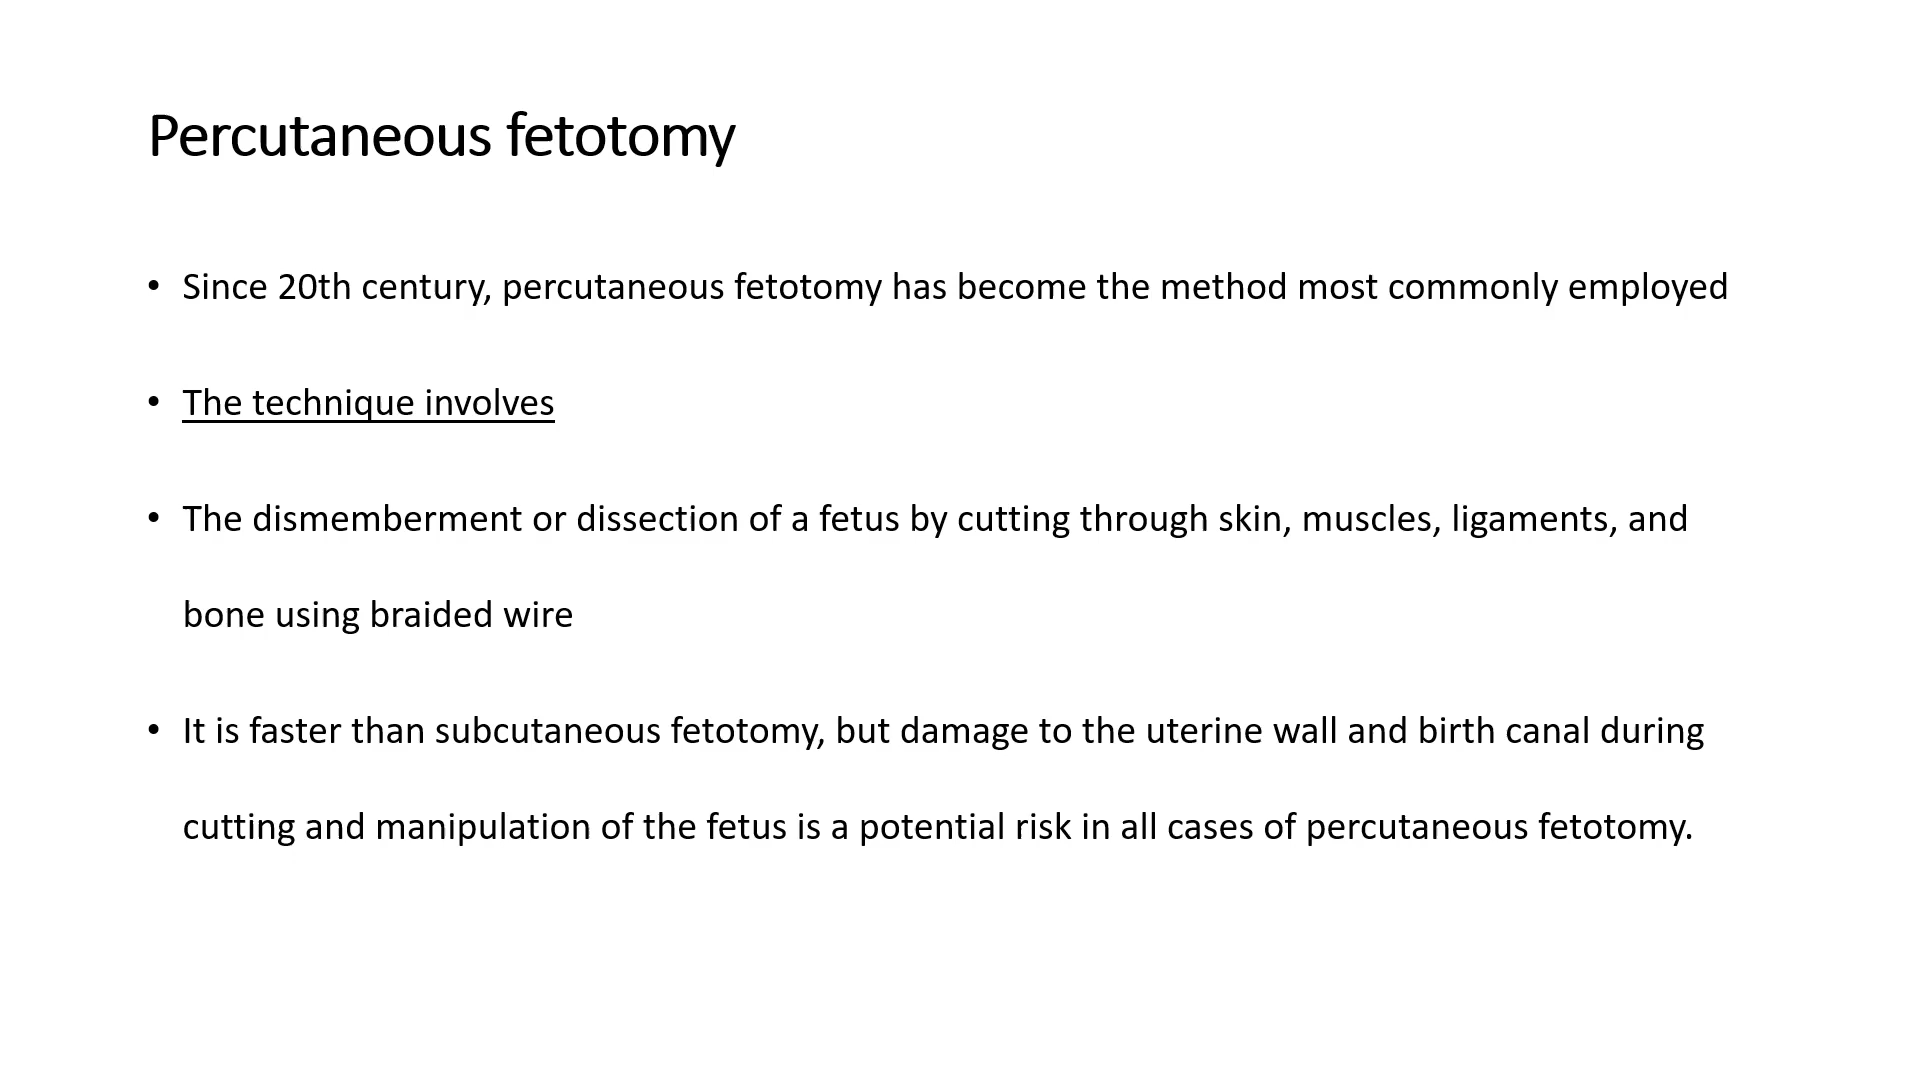 Percutaneous fetotomy
• Since 20th century, percutaneous fetotomy has become the method most commonly employed
• The technique involves
• The dismemberment or dissection of a fetus by cutting through skin, muscles, ligaments, and
bone using braided wire
• It is faster than subcutaneous fetotomy, but damage to the uterine wall and birth canal during
cutting and manipulation of the fetus is a potential risk in all cases of percutaneous fetotomy.